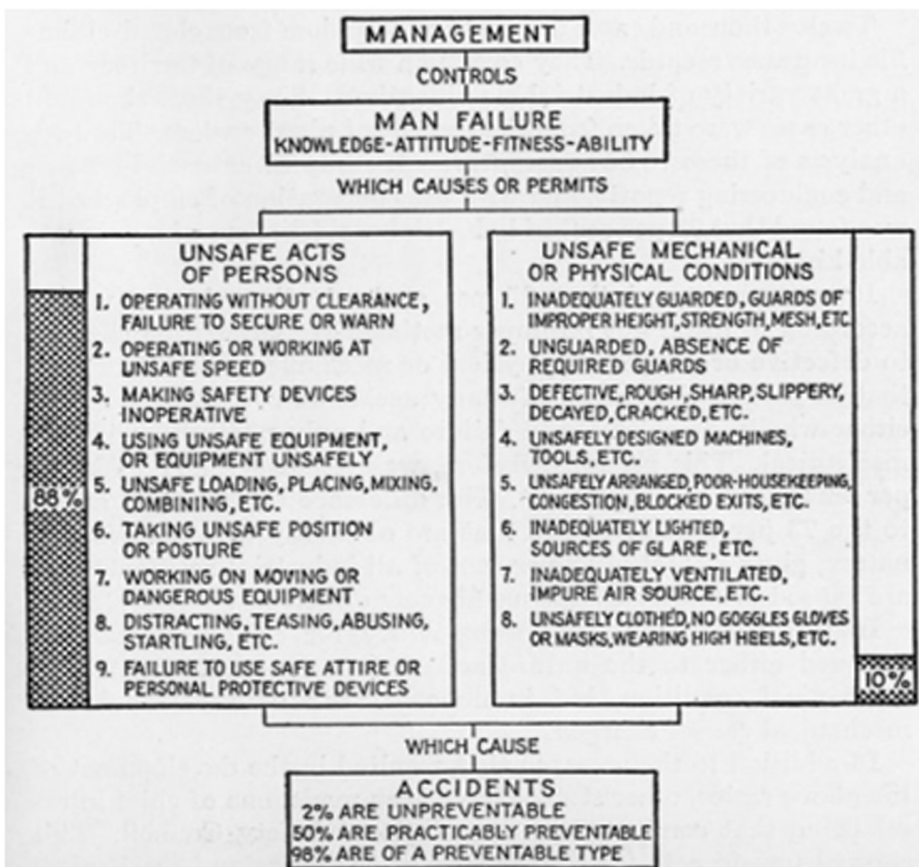 MANAGEMENT
CONTROLS
MAN FAILURE
KNOWLEDGE-ATTITUDE-FITNESS-ABILITY
WHICH CAUSES OR PERMITS
UNSAFE ACTS
OF PERSONS
1. OPERATING WITHOUT CLEARANCE,
FAILURE TO SECURE OR WARN
2. OPERATING OR WORKING AT
UNSAFE SPEED
3. MAKING SAFETY DEVICES
INOPERATIVE
4. USING UNSAFE EQUIPMENT,
OR EQUIPMENT UNSAFELY
5. UNSAFE LOADING, PLACING, MIXING,
COMBINING, ETC.
6. TAKING UNSAFE POSITION
OR POSTURE
7. WORKING ON MOVING OR
DANGEROUS EQUIPMENT
8. DISTRACTING, TEASING, ABUSING,
STARTLING, ETC.
9. FAILURE TO USE SAFE ATTIRE OR
PERSONAL PROTECTIVE DEVICES
88%
UNSAFE MECHANICAL
OR PHYSICAL CONDITIONS
1. INADEQUATELY GUARDED, GUARDS OF
IMPROPER HEIGHT, STRENGTH, MESH, ETC.
2. UNGUARDED, ABSENCE OF
REQUIRED GUARDS
3. DEFECTIVE, ROUGH, SHARP, SLIPPERY,
DECAYED, CRACKED, ETC.
4. UNSAFELY DESIGNED MACHINES,
TOOLS, ETC.
5. UNSAFELY ARRANGED, POOR-HOUSEKEEPING,
CONGESTION, BLOCKED EXITS, ETC.
6. INADEQUATELY LIGHTED,
SOURCES OF GLARE, ETC.
7. INADEQUATELY VENTILATED,
IMPURE AIR SOURCE, ETC.
8. UNSAFELY CLOTHED, NO GOGGLES GLOVES
OR MASKS, WEARING HIGH HEELS, ETC.
10%
WHICH CAUSE
ACCIDENTS
2% ARE UNPREVENTABLE
50% ARE PRACTICABLY PREVENTABLE
98% ARE OF A PREVENTABLE TYPE